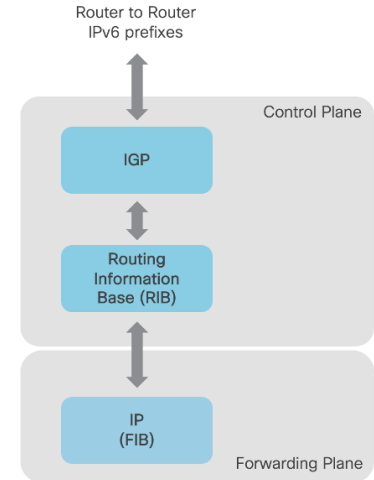 Router to Router
IPv6 prefixes
Control Plane
IGP
Routing
Information
Base (RIB)
IP
(FIB)
Forwarding Plane